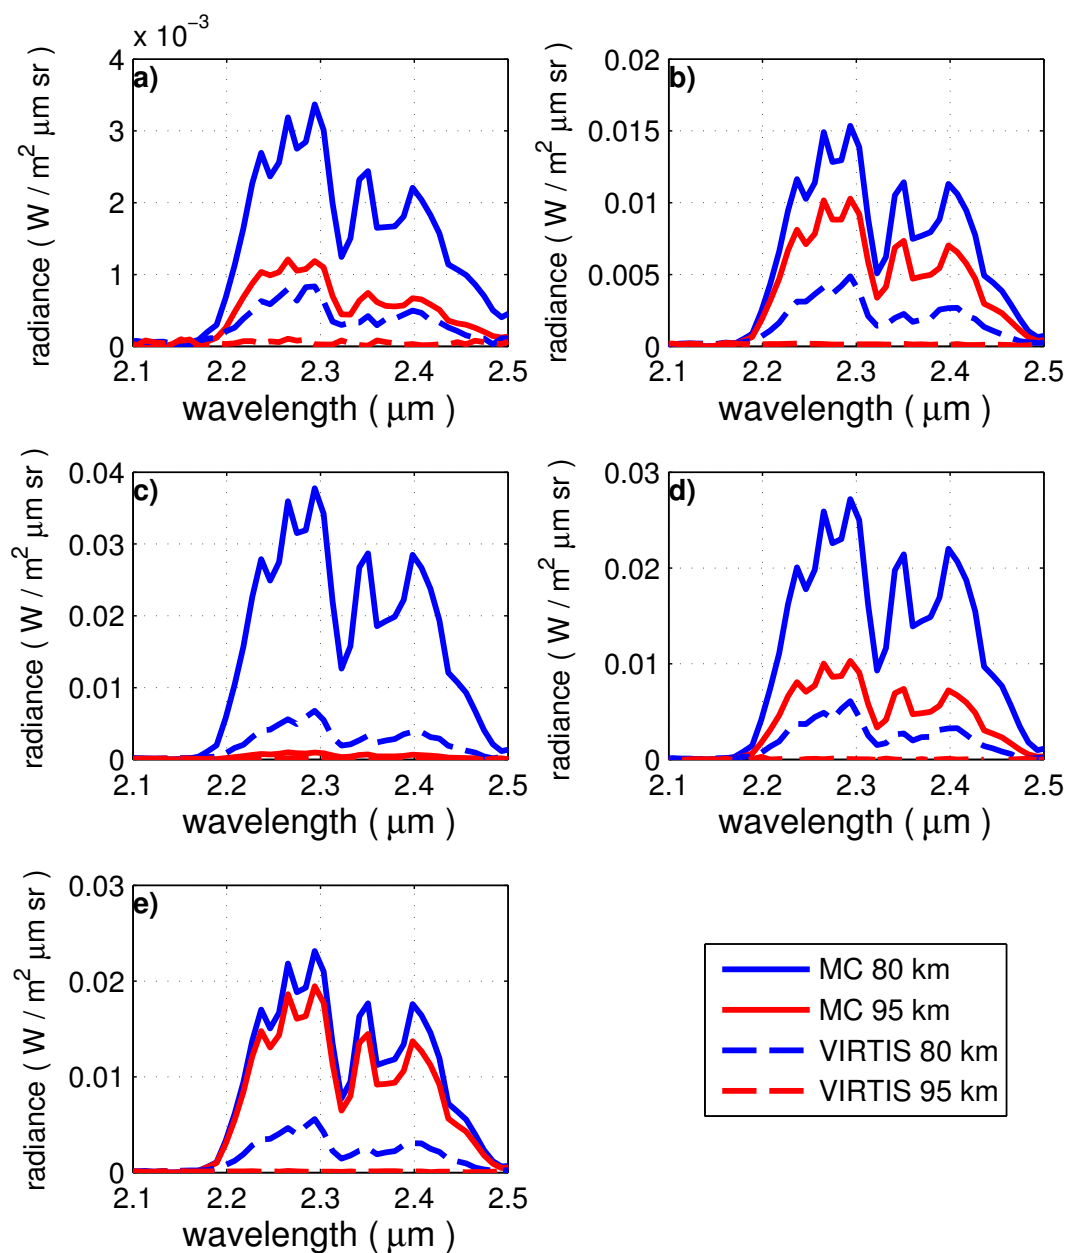 x 10⁻³
a)
radiance ( W / m² μm sr )
4
3
2
1
0
2.1 2.2 2.3 2.4 2.5
wavelength ( μm )
b)
radiance ( W / m² μm sr )
0.02
0.015
0.01
0.005
0
2.1 2.2 2.3 2.4 2.5
wavelength ( μm )
c)
radiance ( W / m² μm sr )
0.04
0.03
0.02
0.01
0
2.1 2.2 2.3 2.4 2.5
wavelength ( μm )
d)
radiance ( W / m² μm sr )
0.03
0.02
0.01
0
2.1 2.2 2.3 2.4 2.5
wavelength ( μm )
e)
radiance ( W / m² μm sr )
0.03
0.02
0.01
0
2.1 2.2 2.3 2.4 2.5
wavelength ( μm )
MC 80 km
MC 95 km
VIRTIS 80 km
VIRTIS 95 km